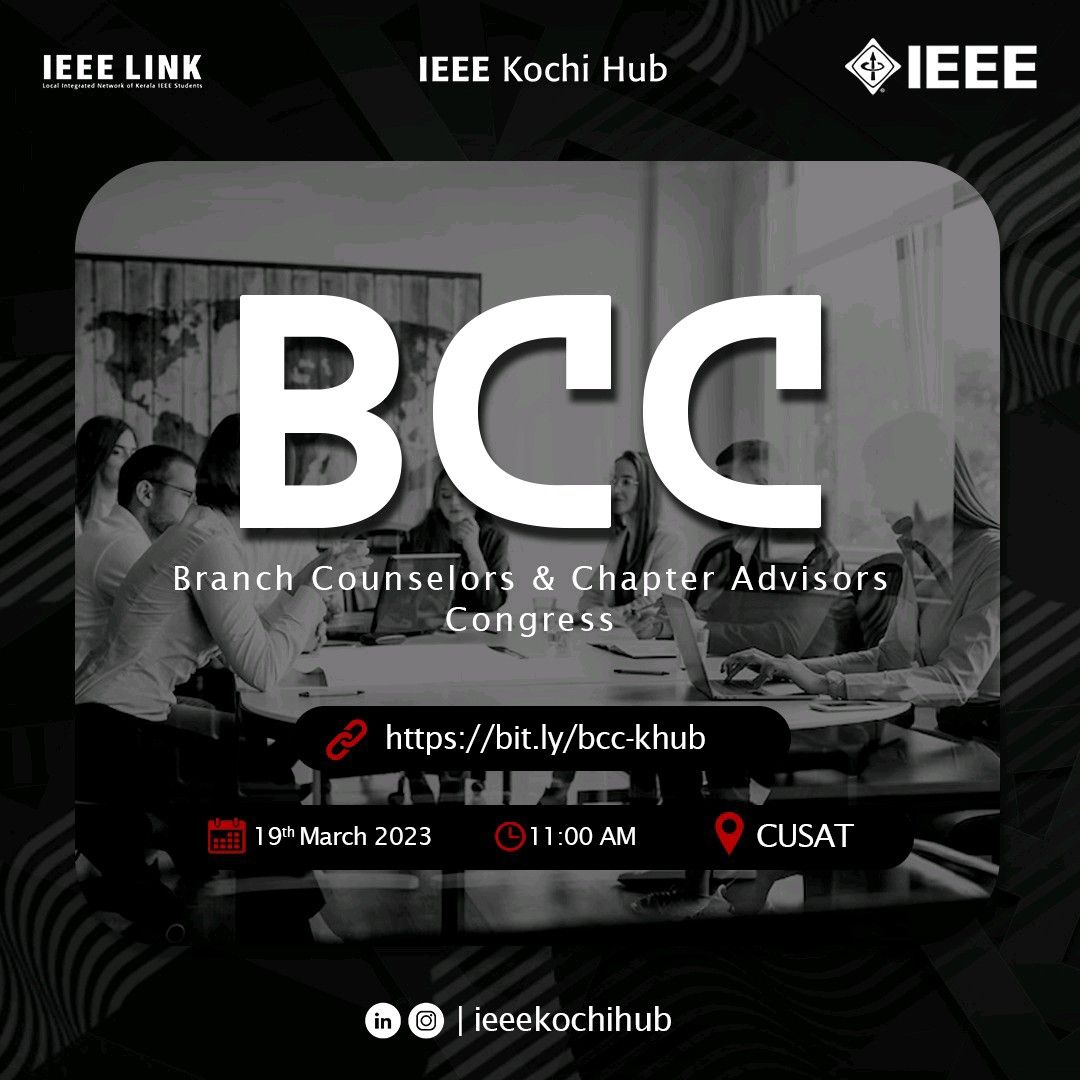 IEEE LINK
Local Integrated Network of Kerala IEEE Students
IEEE Kochi Hub
IEEE
BCC
Branch Counselors & Chapter Advisors
Congress
https://bit.ly/bcc-khub
19th March 2023
11:00 AM
CUSAT
in
| ieeekochihub